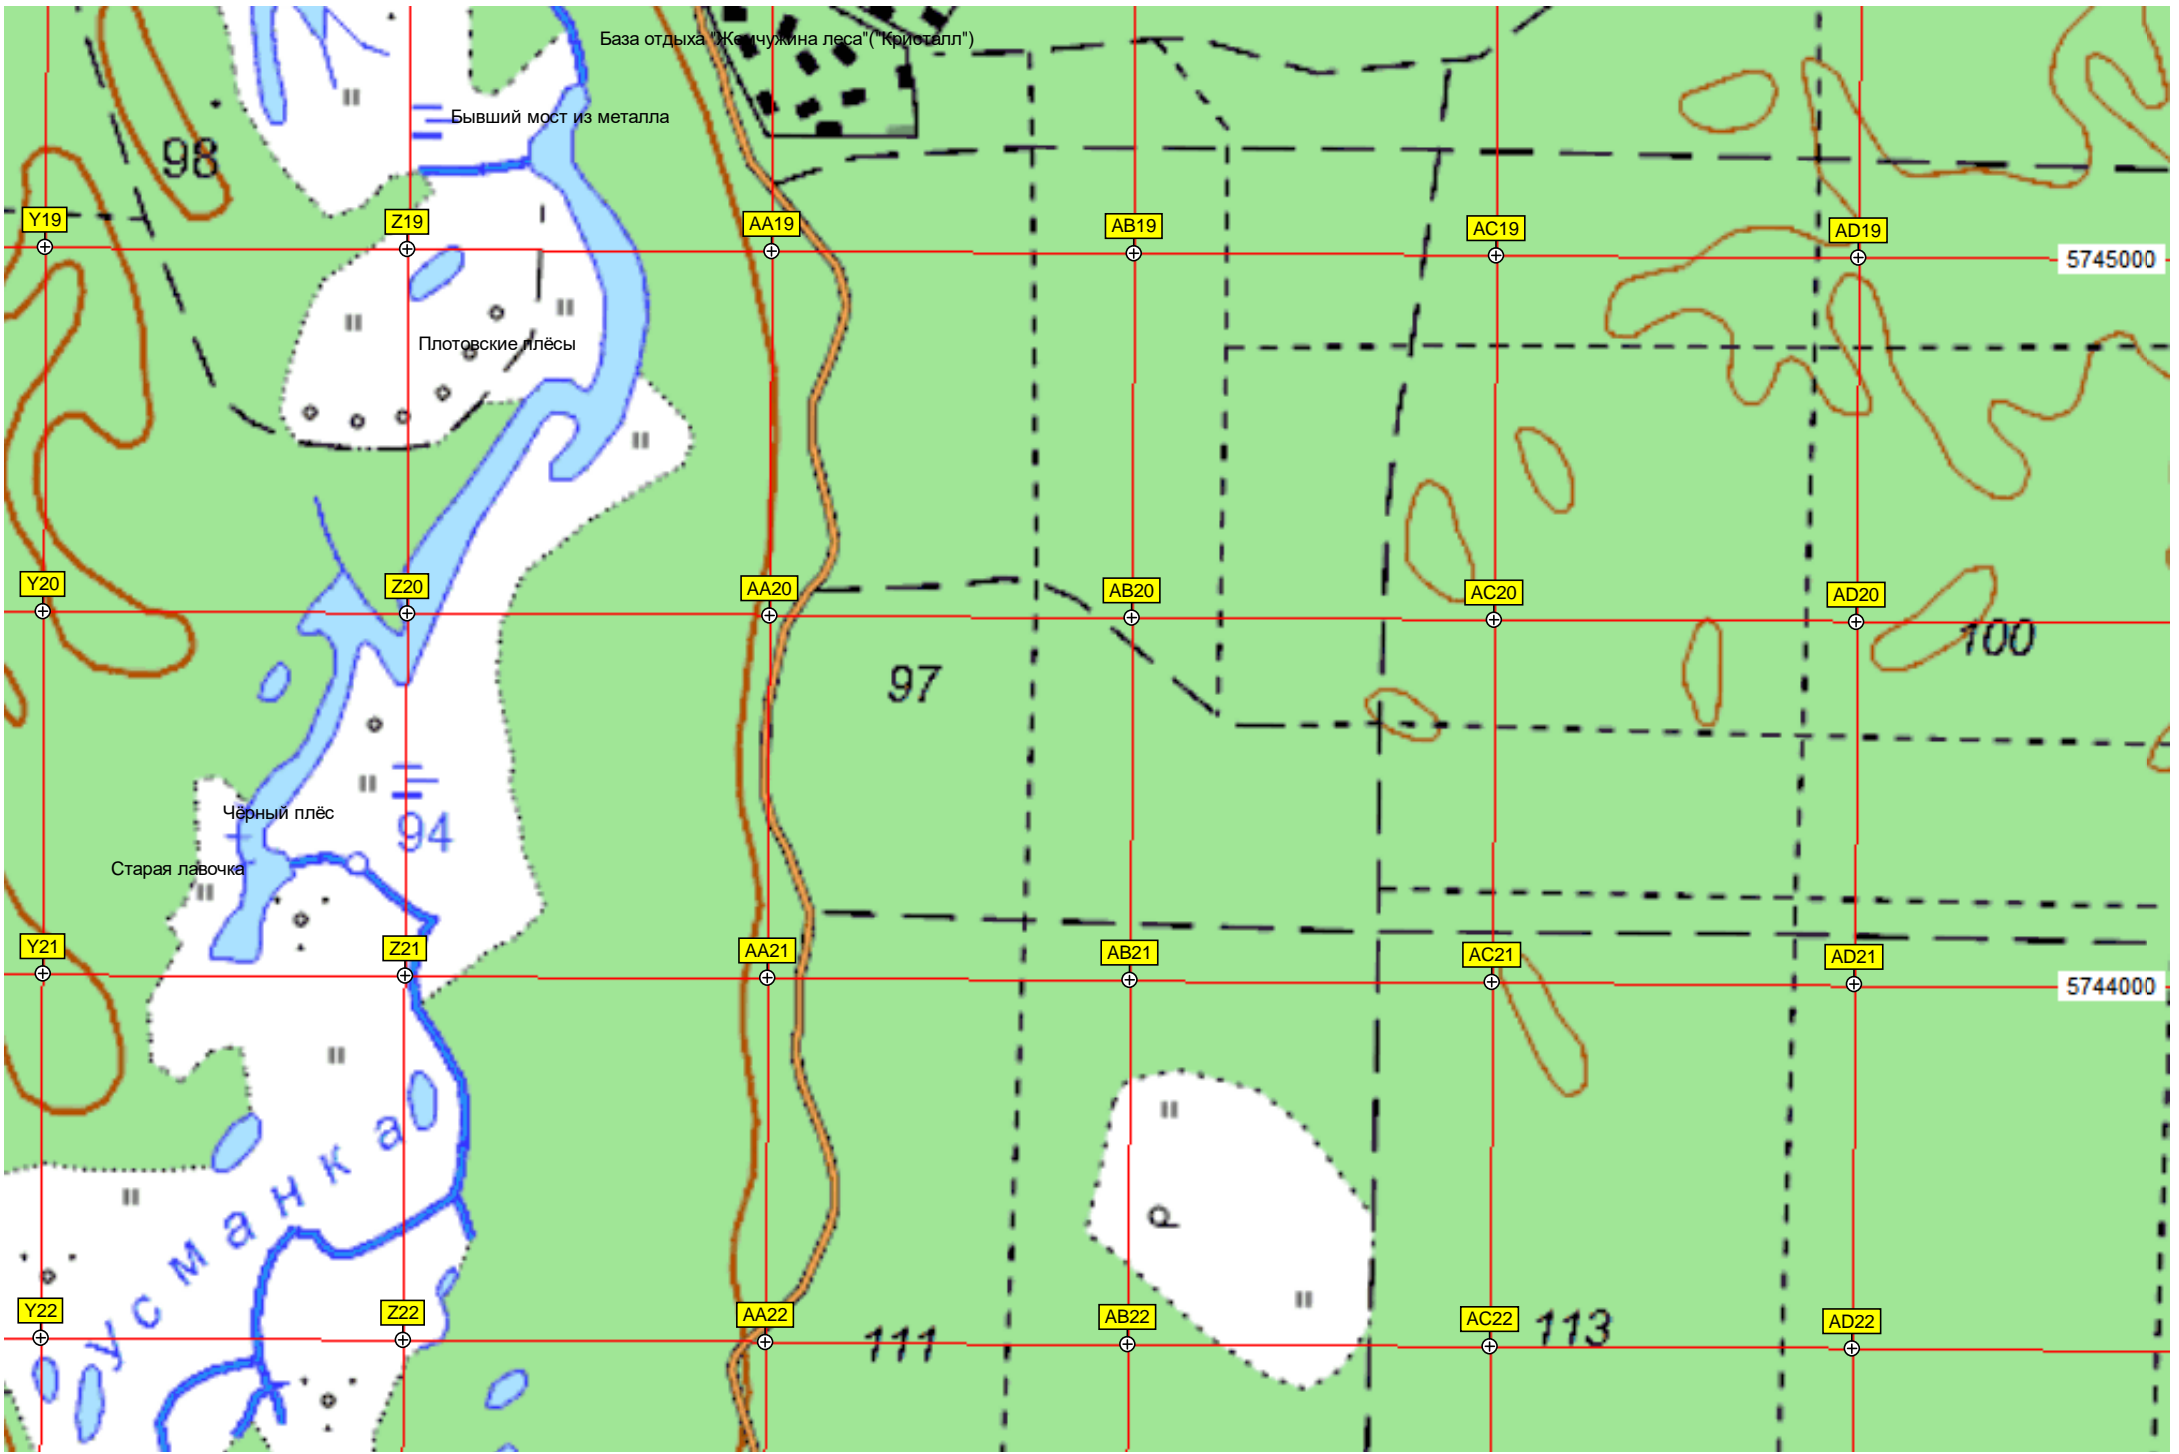 База отдыха "Жемчужина леса"("Кристалл")
Бывший мост из металла
98
Y19
Z19
AA19
AB19
AC19
AD19
5745000
Плотовские плёсы
Y20
Z20
AA20
AB20
AC20
AD20
100
97
Чёрный плёс
94
Старая лавочка
Y21
Z21
AA21
AB21
AC21
AD21
5744000
усманка
р
Y22
Z22
AA22
AB22
AC22
AD22
111
113